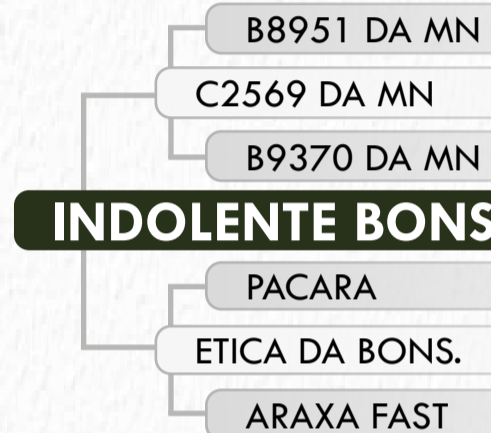 B8951 DA MN
C2569 DA MN
B9370 DA MN
INDOLENTE BONS
PACARA
ETICA DA BONS.
ARAXA FAST